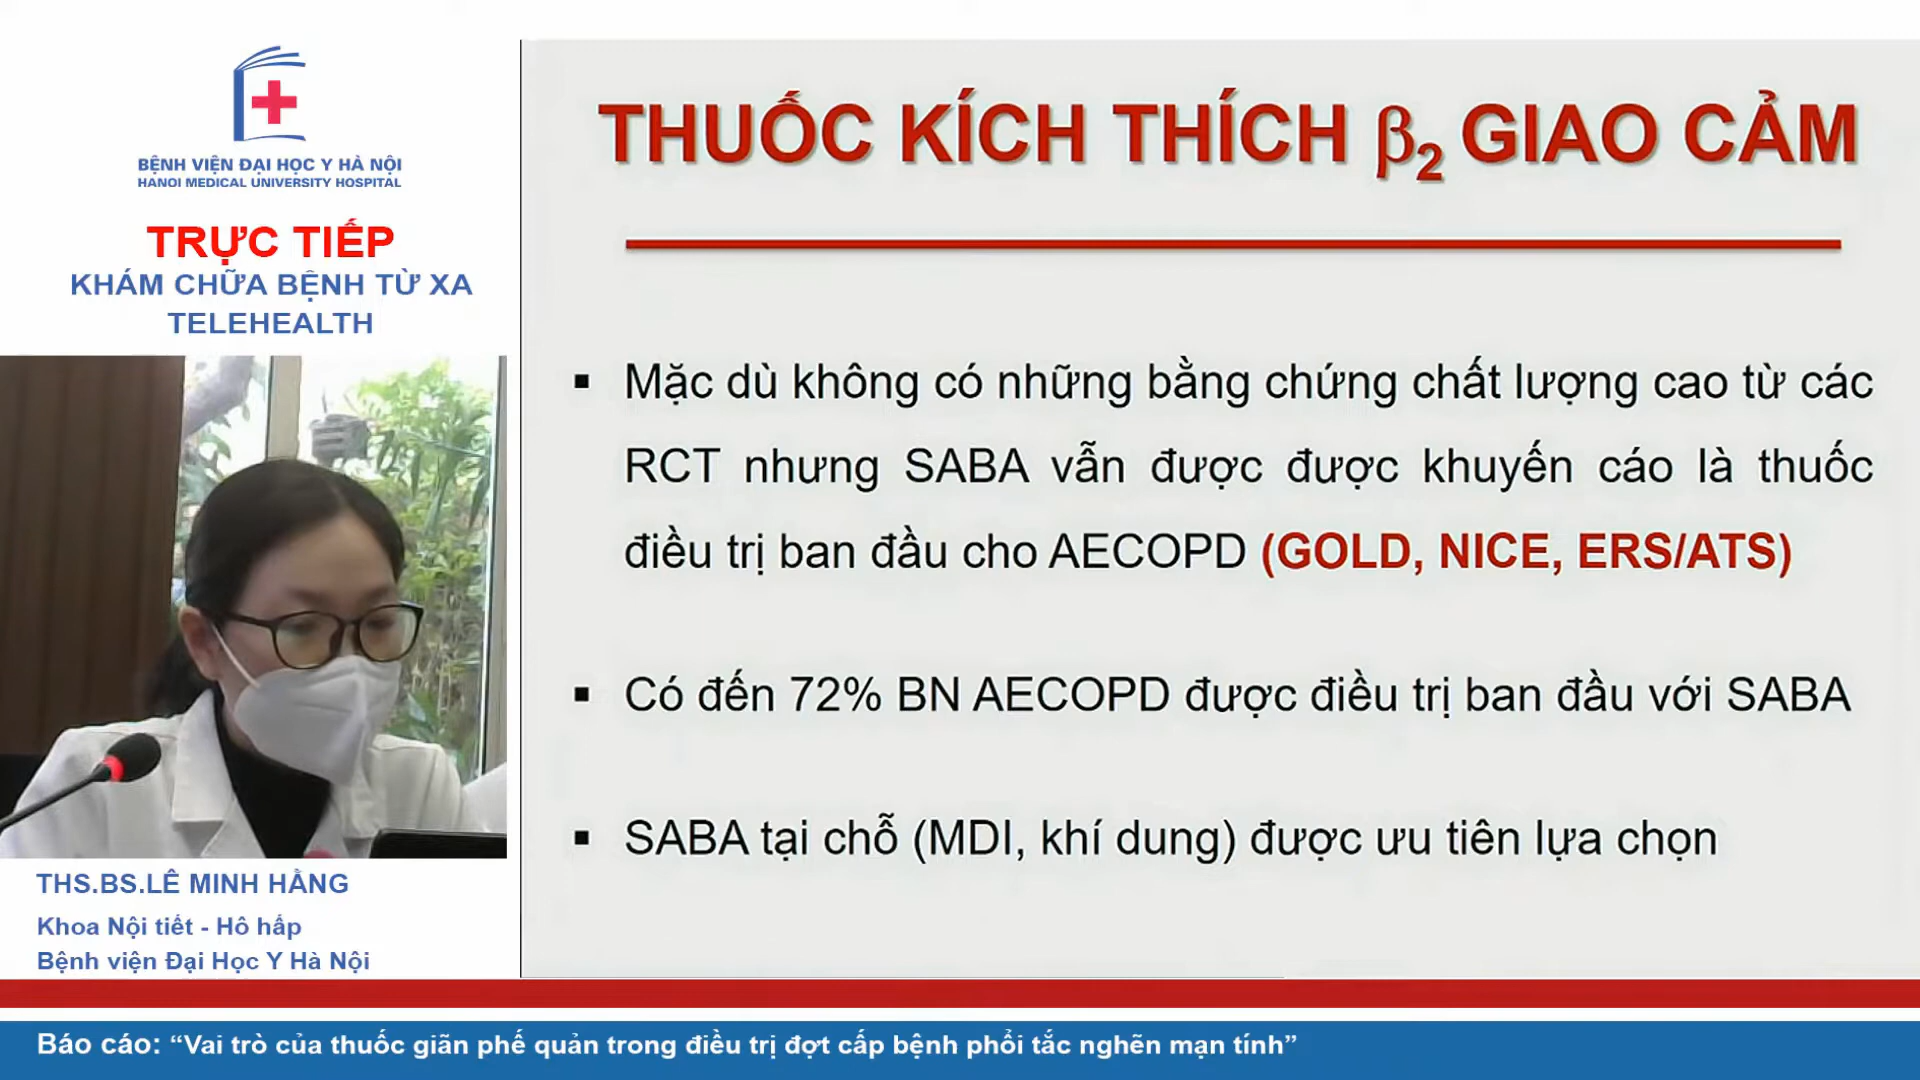 BỆNH VIỆN ĐẠI HỌC Y HÀ NỘI
HANOI MEDICAL UNIVERSITY HOSPITAL
TRỰC TIẾP
KHÁM CHỮA BỆNH TỪ XA
TELEHEALTH
THS.BS.LÊ MINH HẰNG
Khoa Nội tiết - Hô hấp
Bệnh viện Đại Học Y Hà Nội
THUỐC KÍCH THÍCH β2 GIAO CẢM
▪ Mặc dù không có những bằng chứng chất lượng cao từ các
RCT nhưng SABA vẫn được được khuyến cáo là thuốc
điều trị ban đầu cho AECOPD (GOLD, NICE, ERS/ATS)
▪ Có đến 72% BN AECOPD được điều trị ban đầu với SABA
▪ SABA tại chỗ (MDI, khí dung) được ưu tiên lựa chọn
Báo cáo: “Vai trò của thuốc giãn phế quản trong điều trị đợt cấp bệnh phổi tắc nghẽn mạn tính”